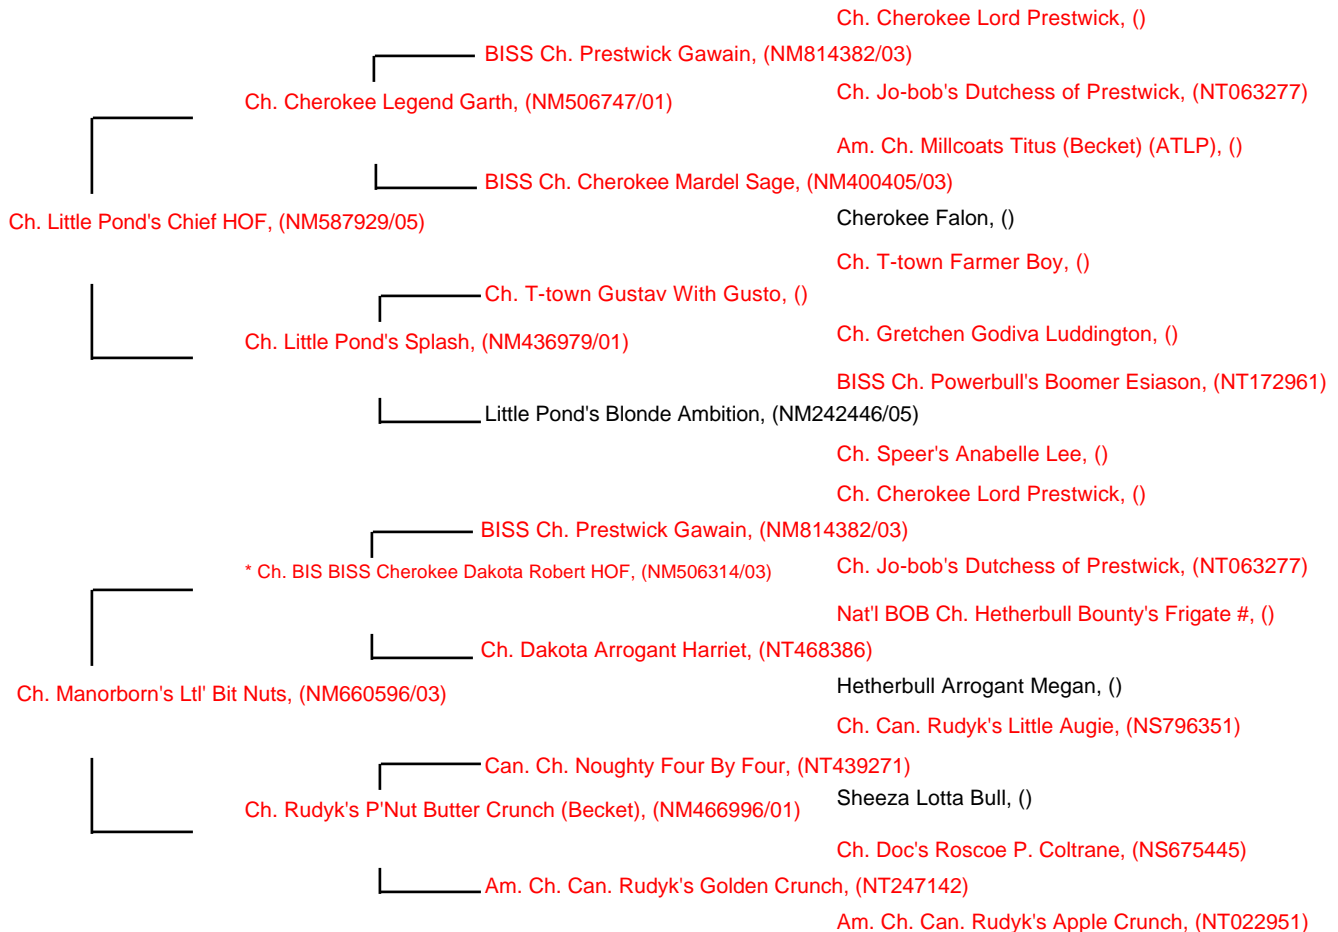 Ch. Cherokee Lord Prestwick, ()
BISS Ch. Prestwick Gawain, (NM814382/03)
Ch. Cherokee Legend Garth, (NM506747/01)
Ch. Jo-bob's Dutchess of Prestwick, (NT063277)
Am. Ch. Millcoats Titus (Becket) (ATLP), ()
BISS Ch. Cherokee Mardel Sage, (NM400405/03)
Ch. Little Pond's Chief HOF, (NM587929/05)
Cherokee Falon, ()
Ch. T-town Farmer Boy, ()
Ch. T-town Gustav With Gusto, ()
Ch. Little Pond's Splash, (NM436979/01)
Ch. Gretchen Godiva Luddington, ()
BISS Ch. Powerbull's Boomer Esiason, (NT172961)
Little Pond's Blonde Ambition, (NM242446/05)
Ch. Speer's Anabelle Lee, ()
Ch. Cherokee Lord Prestwick, ()
BISS Ch. Prestwick Gawain, (NM814382/03)
* Ch. BIS BISS Cherokee Dakota Robert HOF, (NM506314/03)
Ch. Jo-bob's Dutchess of Prestwick, (NT063277)
Nat'l BOB Ch. Hetherbull Bounty's Frigate #, ()
Ch. Dakota Arrogant Harriet, (NT468386)
Ch. Manorborn's Ltl' Bit Nuts, (NM660596/03)
Hetherbull Arrogant Megan, ()
Ch. Can. Rudyk's Little Augie, (NS796351)
Can. Ch. Noughty Four By Four, (NT439271)
Ch. Rudyk's P'Nut Butter Crunch (Becket), (NM466996/01)
Sheeza Lotta Bull, ()
Ch. Doc's Roscoe P. Coltrane, (NS675445)
Am. Ch. Can. Rudyk's Golden Crunch, (NT247142)
Am. Ch. Can. Rudyk's Apple Crunch, (NT022951)